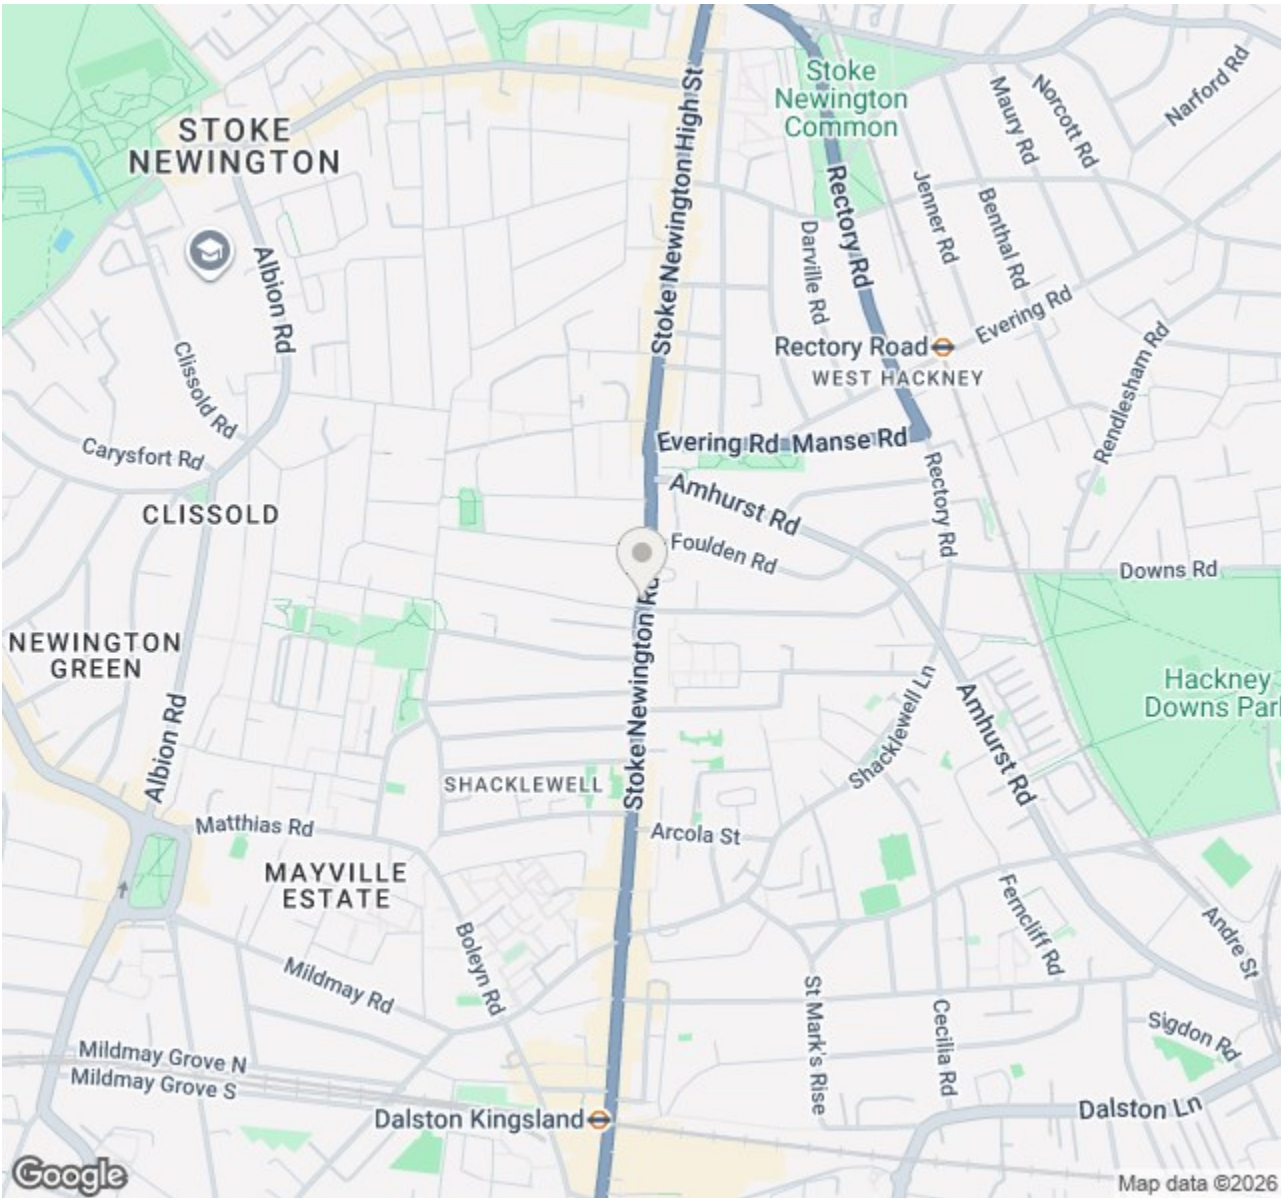 Stoke
Newington
Common
Norcott Rd
Narford Rd
Maury Rd
STOKE
NEWINGTON
Stoke Newington High St
Rectory Rd
Jenner Rd
Benthal Rd
Darville Rd
Albion Rd
Evering Rd
Rectory Road
WEST HACKNEY
Rendlesham Rd
Clissold Rd
Carysfort Rd
Evering Rd
Manse Rd
Rectory Rd
Amhurst Rd
CLISSOLD
Foulden Rd
Downs Rd
NEWINGTON
GREEN
Stoke Newington Rd
Hackney
Downs Par
Albion Rd
Shacklewell Ln
Amhurst Rd
SHACKLEWELL
Matthias Rd
Arcola St
MAYVILLE
ESTATE
Ferncliff Rd
Andre St
Boleyn Rd
Mildmay Rd
St Mark's Rise
Cecilia Rd
Sigdon Rd
Mildmay Grove N
Mildmay Grove S
Dalston Kingsland
Dalston Ln
Google
Map data ©2026